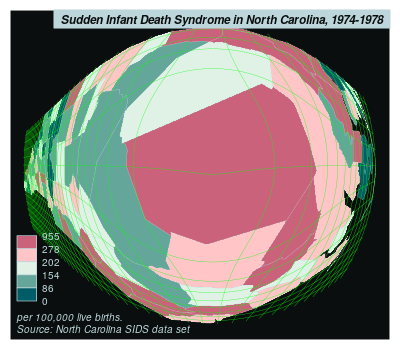 Sudden Infant Death Syndrome in North Carolina, 1974-1978
955
278
222
154
86
0
per 100,000 live births.
Source: North Carolina SIDS data set